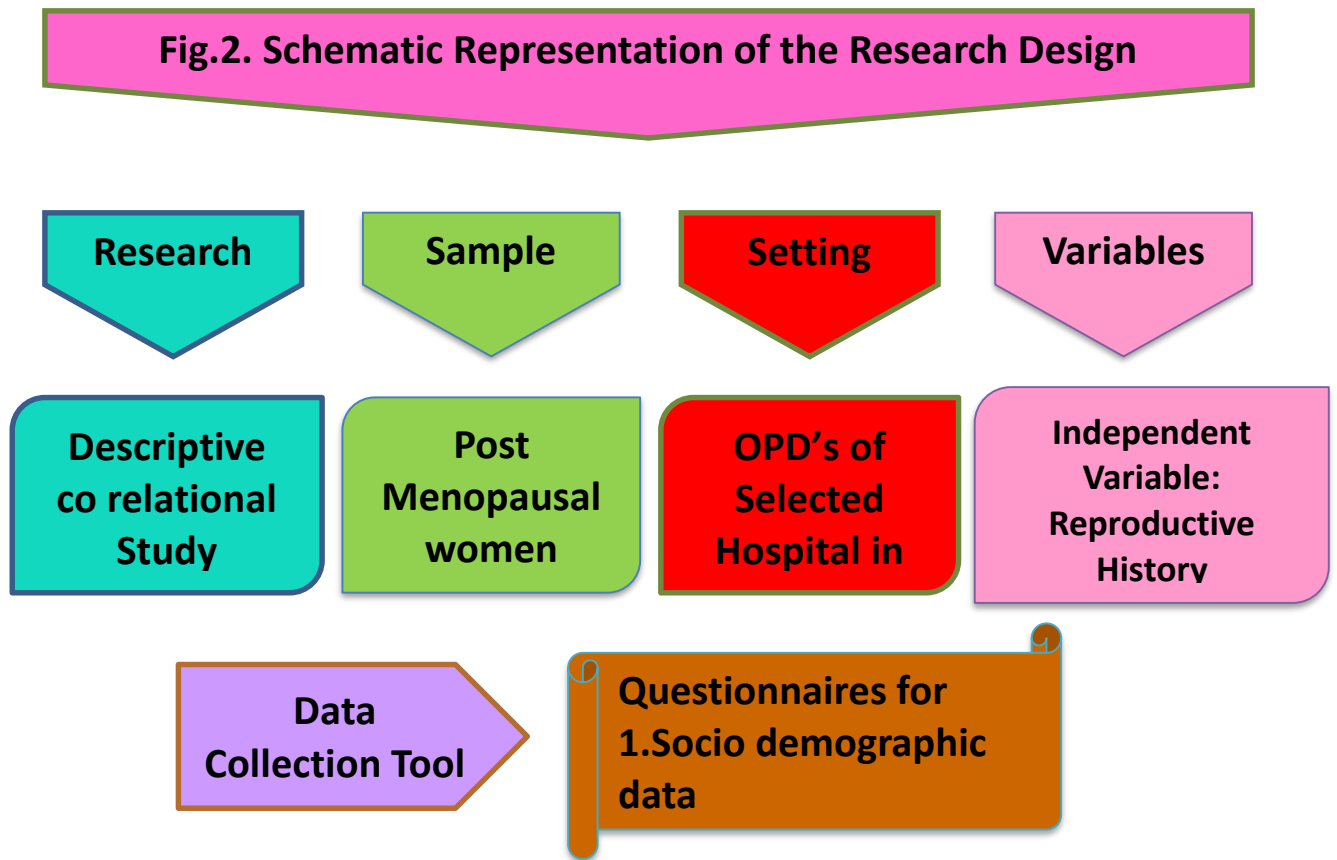 Fig.2. Schematic Representation of the Research Design
Research
Sample
Setting
Variables
Descriptive
co relational
Study
Post
Menopausal
women
OPD's of
Selected
Hospital in
Independent
Variable:
Reproductive
History
Data
Collection Tool
Questionnaires for
1.Socio demographic
data